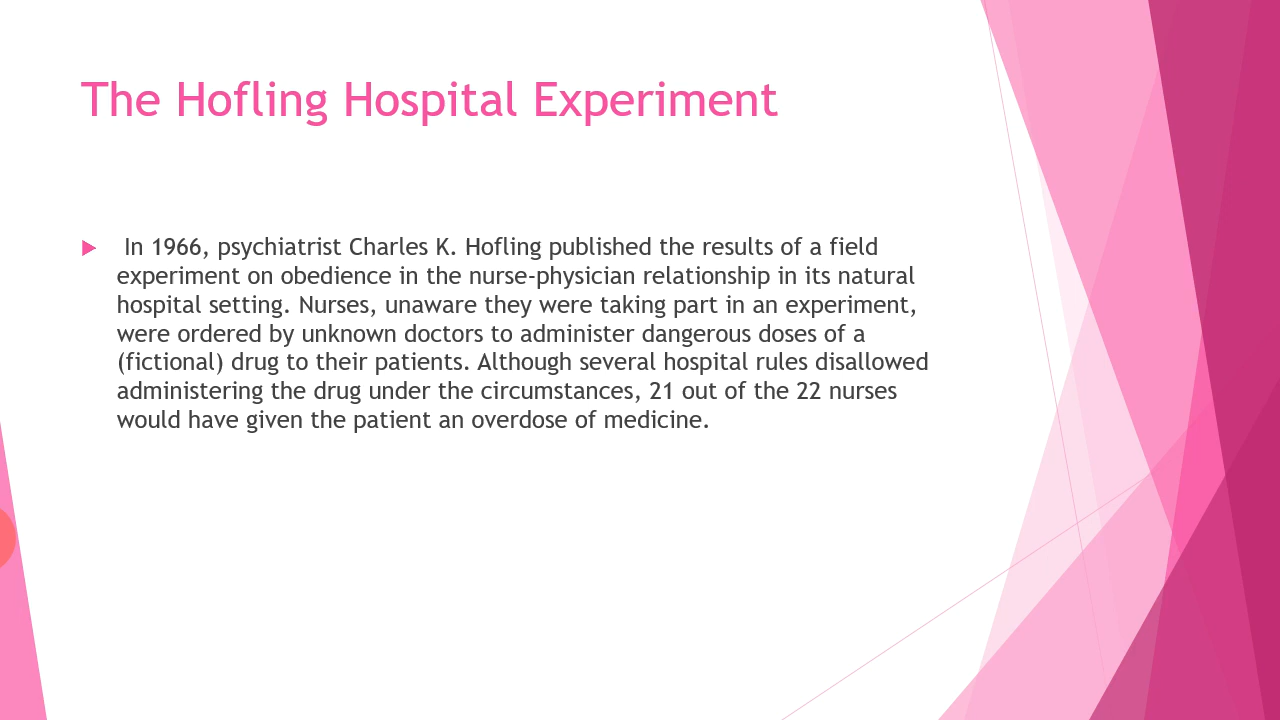 The Hofling Hospital Experiment
In 1966, psychiatrist Charles K. Hofling published the results of a field
experiment on obedience in the nurse-physician relationship in its natural
hospital setting. Nurses, unaware they were taking part in an experiment,
were ordered by unknown doctors to administer dangerous doses of a
(fictional) drug to their patients. Although several hospital rules disallowed
administering the drug under the circumstances, 21 out of the 22 nurses
would have given the patient an overdose of medicine.